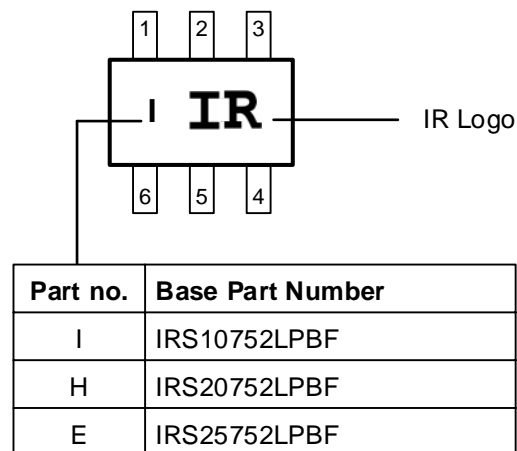 1 2 3
I IR IR Logo
6 5 4
Part no. Base Part Number
I IRS10752LPBF
H IRS20752LPBF
E IRS25752LPBF